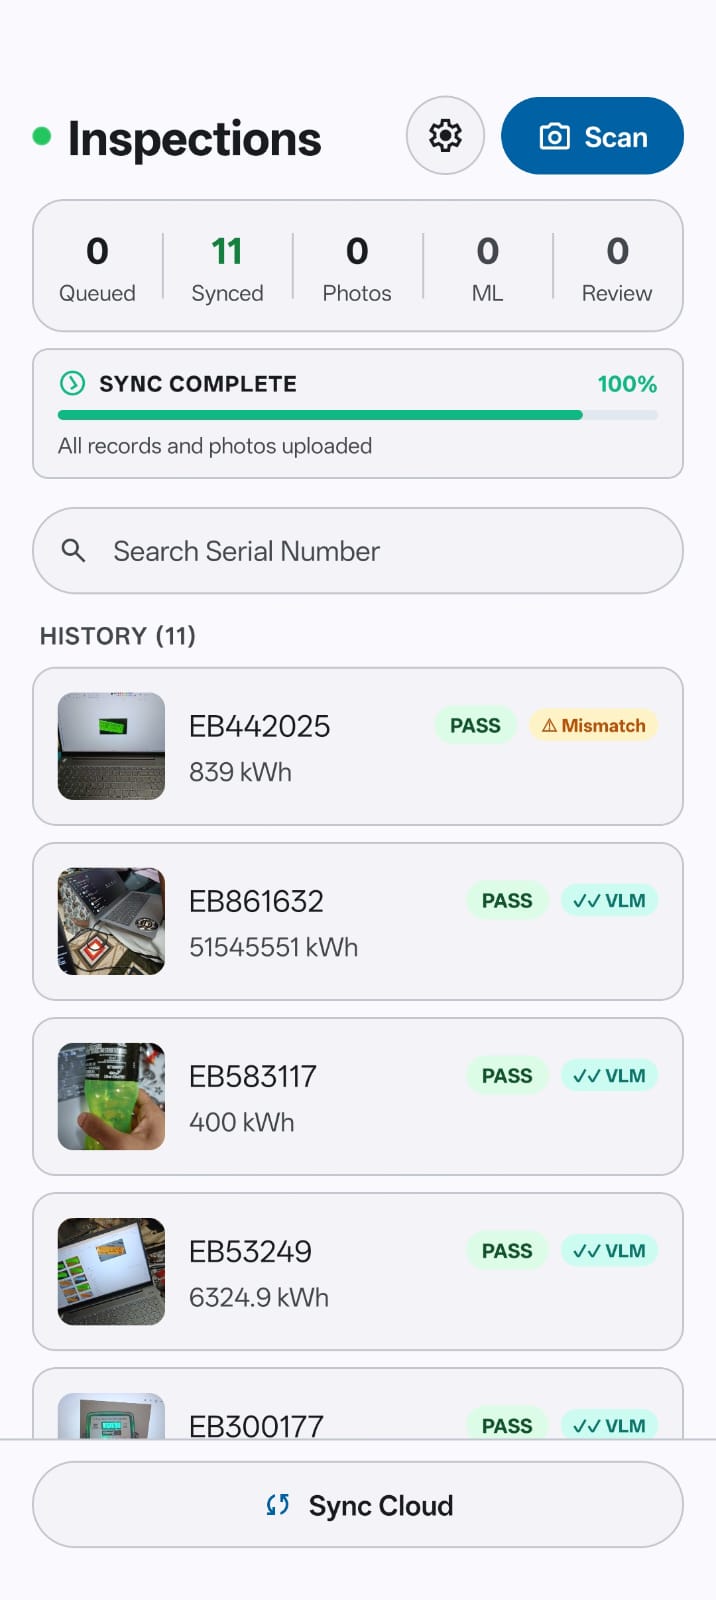 Inspections
Scan
0 11 0 0 0
Queued Synced Photos ML Review
SYNC COMPLETE 100%
All records and photos uploaded
Search Serial Number
HISTORY (11)
EB442025 PASS ⚠ Mismatch
839 kWh
EB861632 PASS ✓✓ VLM
51545551 kWh
EB583117 PASS ✓✓ VLM
400 kWh
EB53249 PASS ✓✓ VLM
6324.9 kWh
EB300177 PASS ✓✓ VLM
Sync Cloud